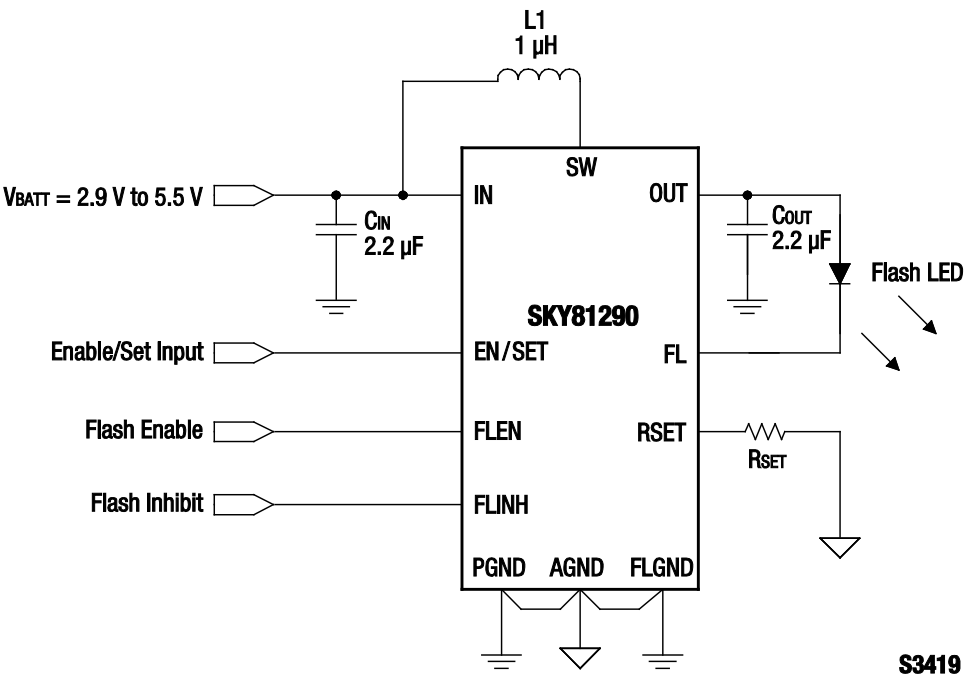 L1
1 µH
SW
VBATT = 2.9 V to 5.5 V
IN
OUT
CIN
2.2 µF
COUT
2.2 µF
Flash LED
SKY81290
Enable/Set Input
EN/SET
FL
Flash Enable
FLEN
RSET
RSET
Flash Inhibit
FLINH
PGND AGND FLGND
S3419